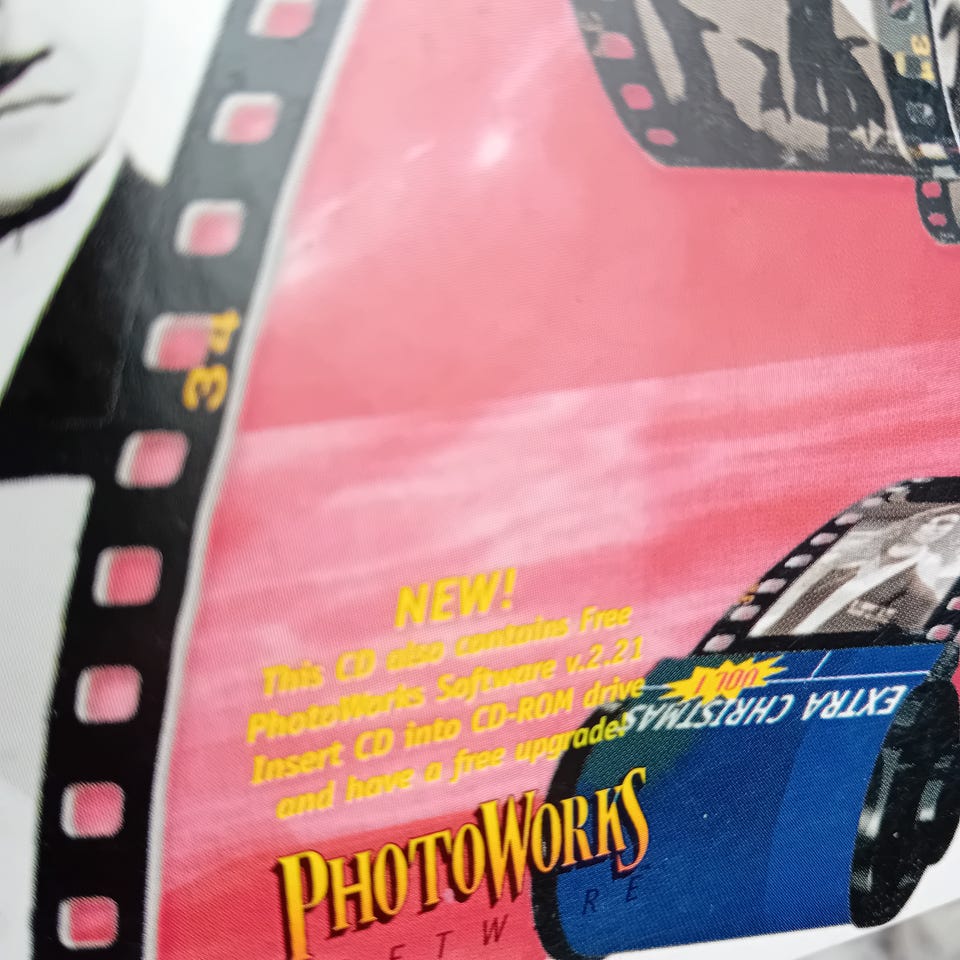 NEW!
This CD also contains Free
PhotoWorks Software v.2.21
Insert CD into CD-ROM drive
and have a free upgrade!
EXTRA CHRISTMAS
VOL 1
PHOTOWORKS